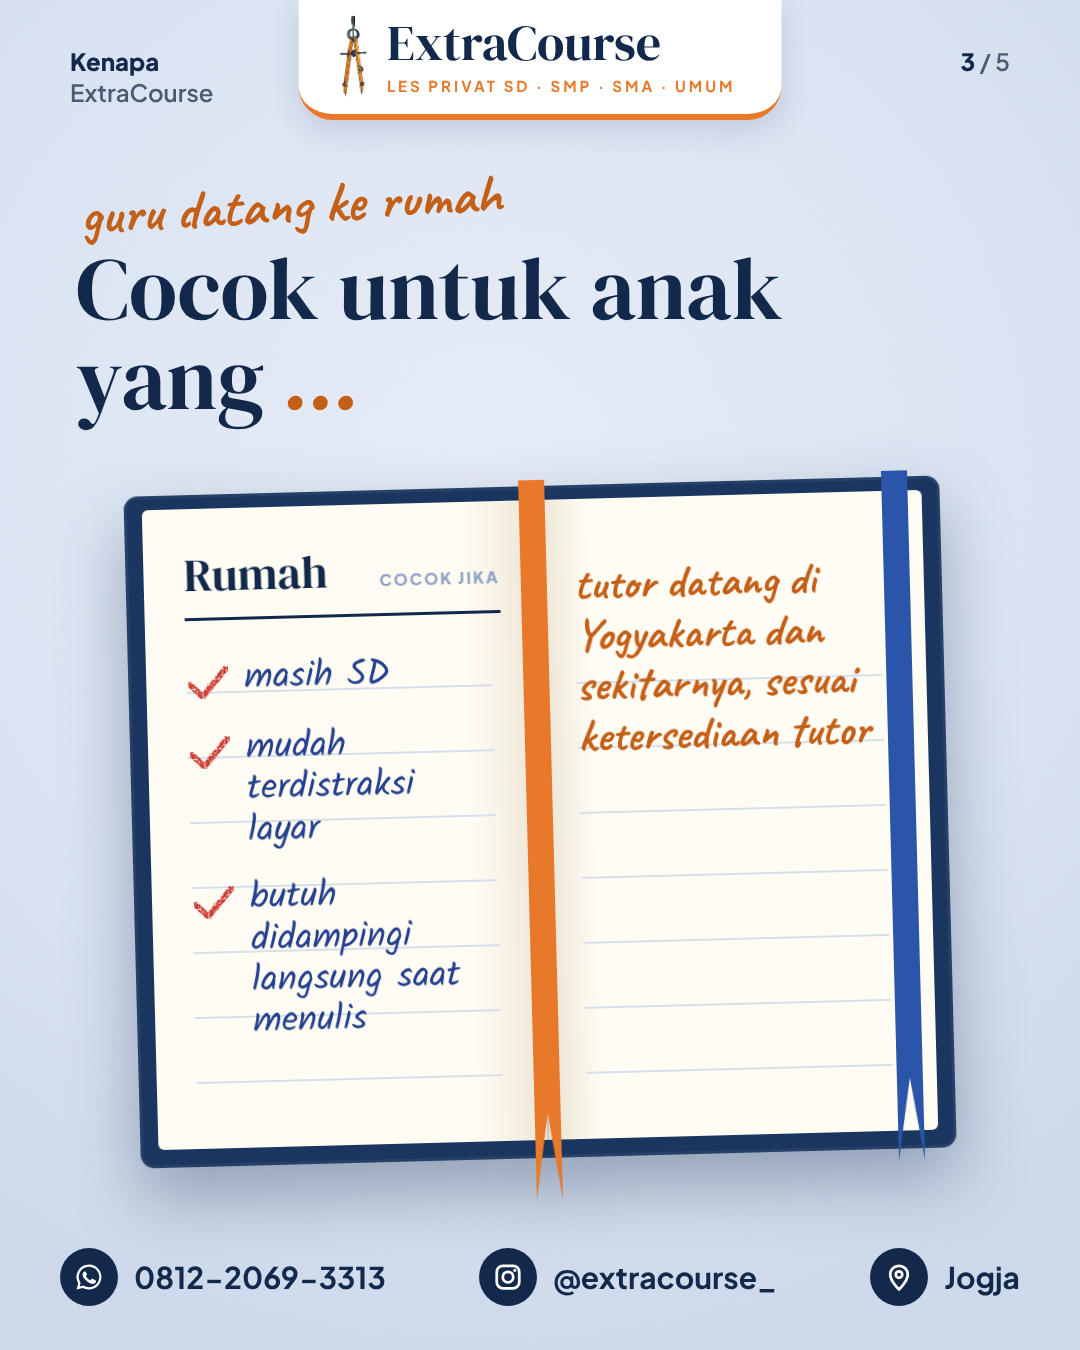 Kenapa
ExtraCourse
ExtraCourse
LES PRIVAT SD · SMP · SMA · UMUM
3 / 5
guru datang ke rumah
Cocok untuk anak
yang ...
Rumah
COCOK JIKA
masih SD
mudah
terdistraksi
layar
butuh
didampingi
langsung saat
menulis
tutor datang di
Yogyakarta dan
sekitarnya, sesuai
ketersediaan tutor
0812-2069-3313
@extracourse_
Jogja